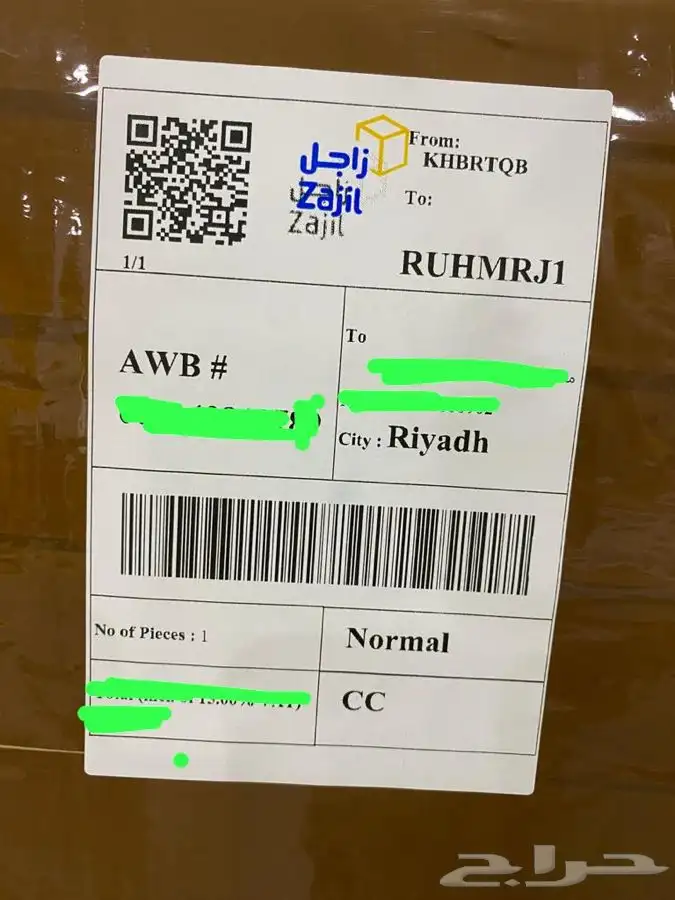 From:
KHBRTQB
زاجل
Zajil
Zajil
To:
RUHMRJ1
1/1
AWB #
To
City : Riyadh
No of Pieces : 1
Normal
CC
حراج